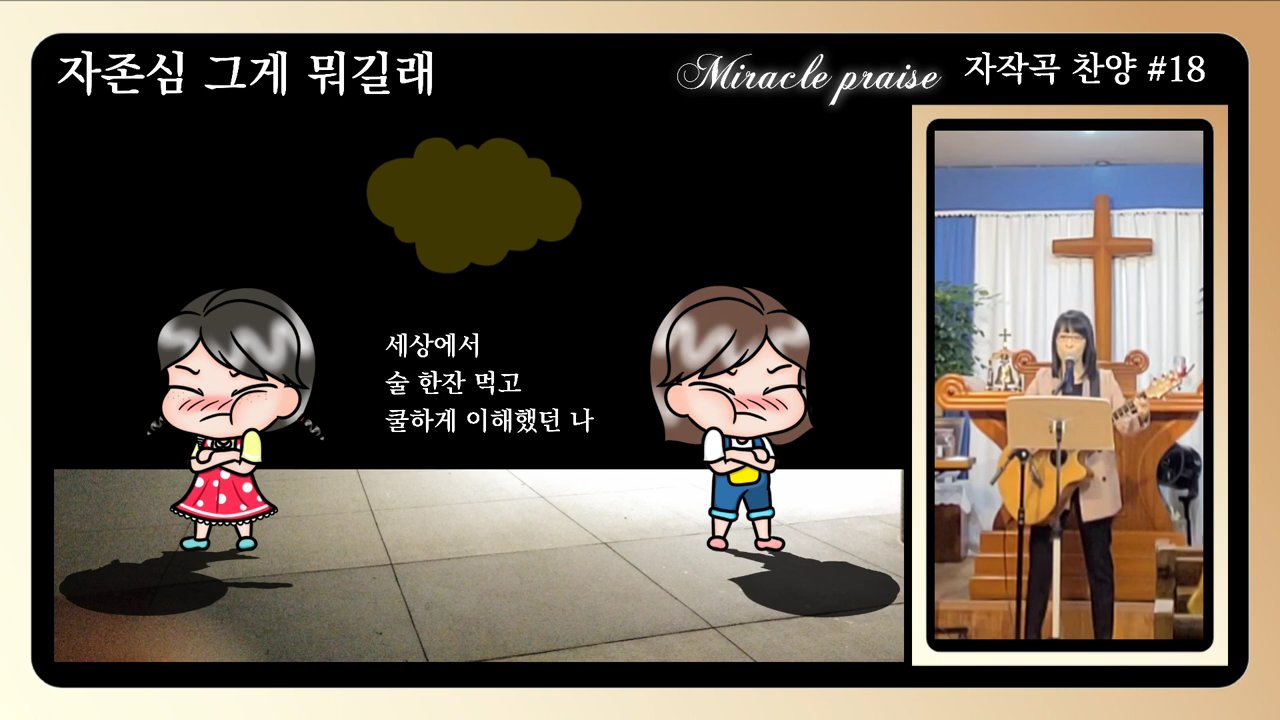 자존심 그게 뭐길래
Miracle praise 자작곡 찬양 #18
세상에서
술 한잔 먹고
쿨하게 이해했던 나